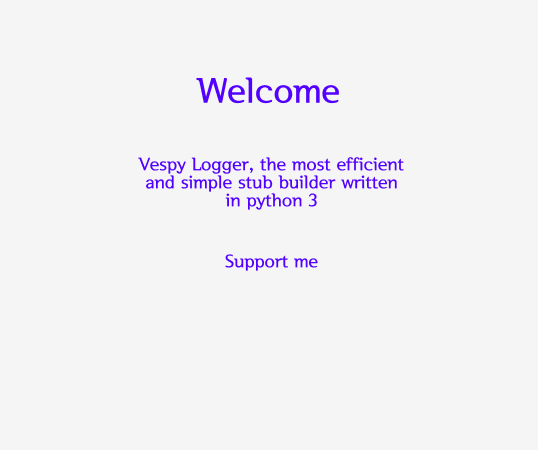 Welcome
Vespy Logger, the most efficient
and simple stub builder written
in python 3
Support me